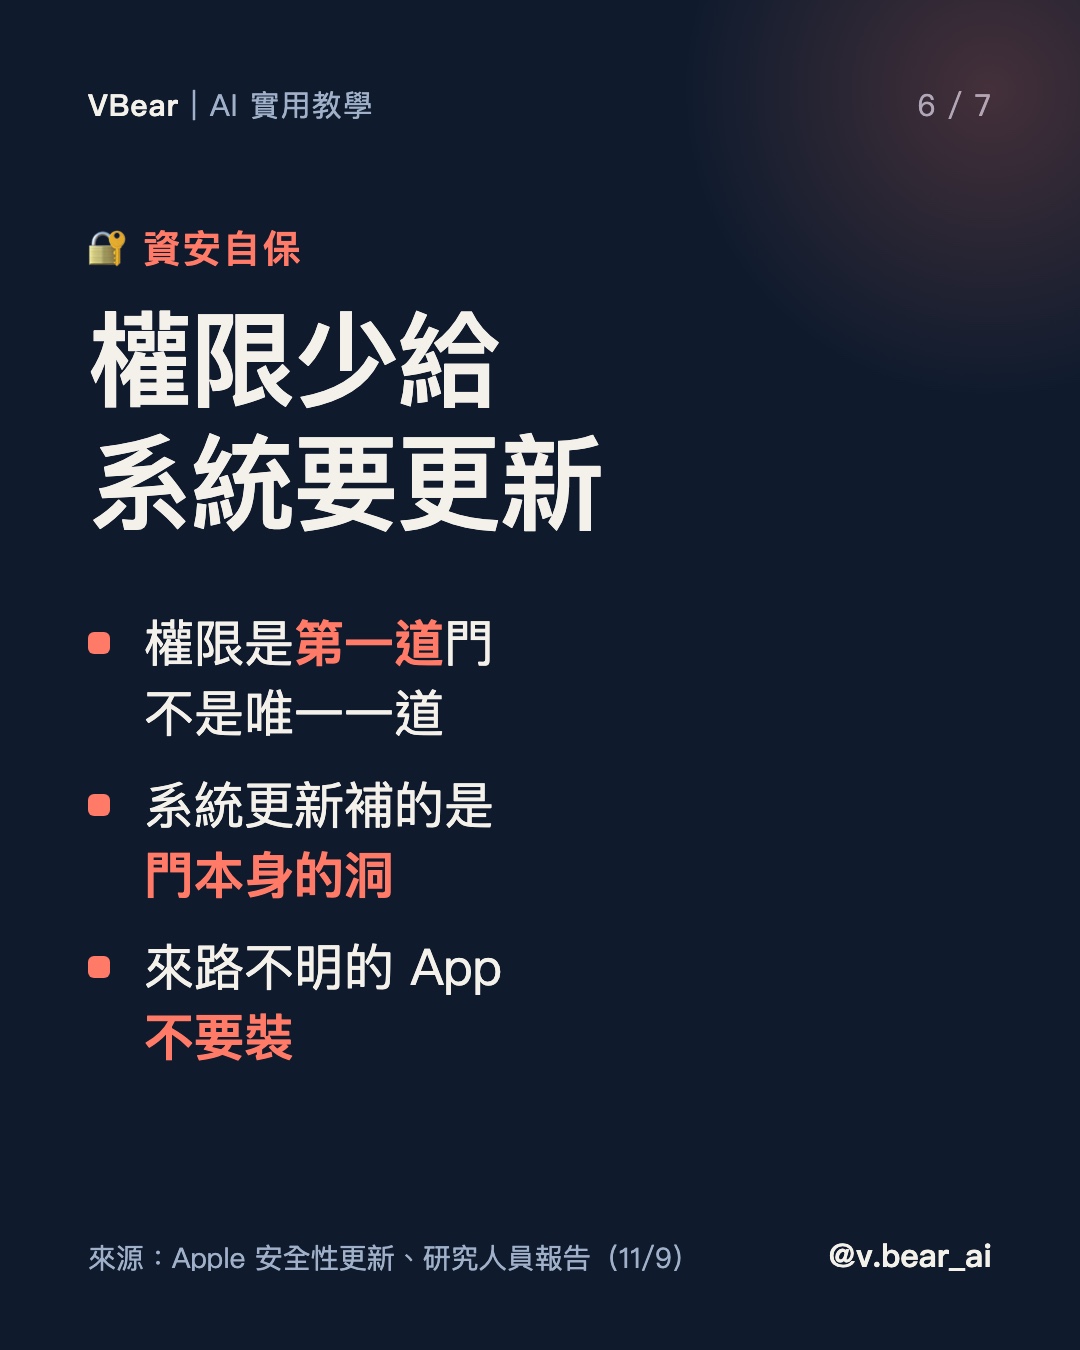 VBear | AI 實用教學
6 / 7
🔐 資安自保
權限少給
系統要更新
權限是第一道門
不是唯一一道
系統更新補的是
門本身的洞
來路不明的 App
不要裝
來源：Apple 安全性更新、研究人員報告（11/9）
@v.bear_ai